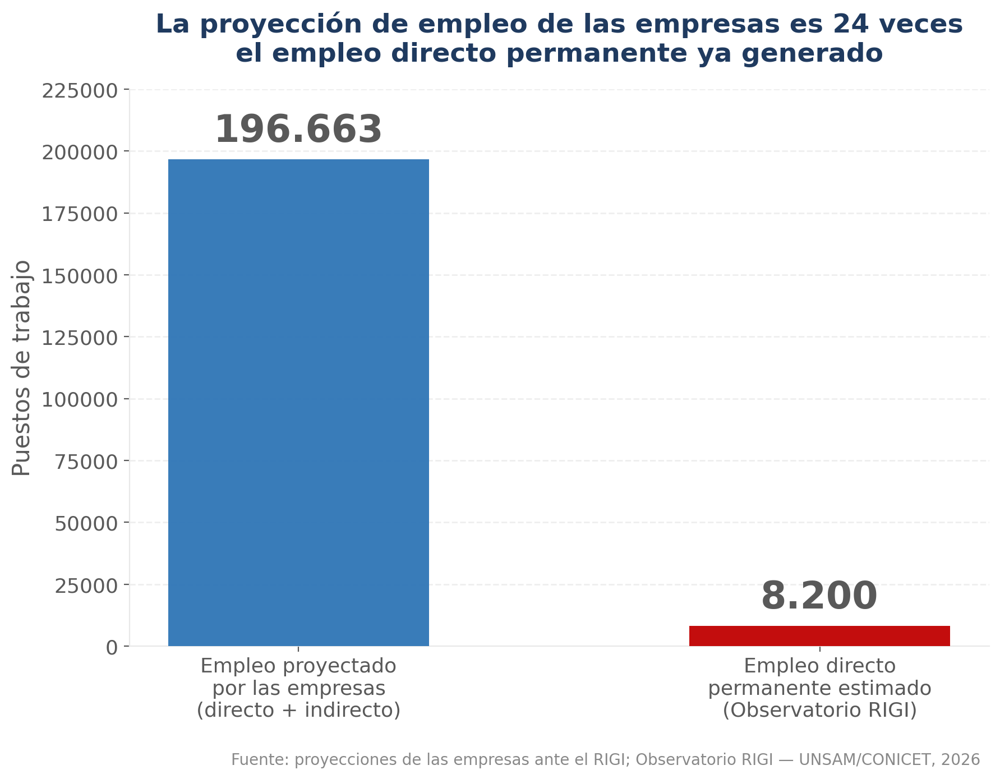 La proyección de empleo de las empresas es 24 veces
el empleo directo permanente ya generado
225000
200000
175000
150000
125000
100000
75000
50000
25000
0
Puestos de trabajo
196.663
8.200
Empleo proyectado
por las empresas
(directo + indirecto)
Empleo directo
permanente estimado
(Observatorio RIGI)
Fuente: proyecciones de las empresas ante el RIGI; Observatorio RIGI — UNSAM/CONICET, 2026